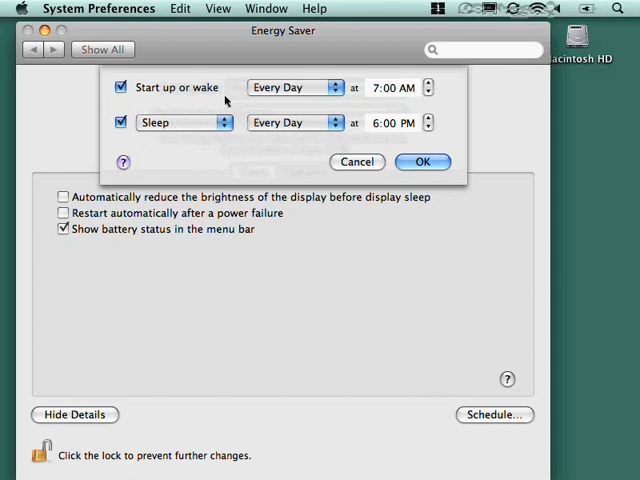 System Preferences Edit View Window Help
Energy Saver
Show All
Start up or wake Every Day at 7:00 AM
Sleep Every Day at 6:00 PM
? Cancel OK
Automatically reduce the brightness of the display before display sleep
Restart automatically after a power failure
Show battery status in the menu bar
?
Hide Details Schedule...
Click the lock to prevent further changes.
HD